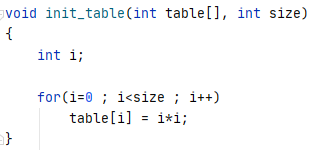 void init_table(int table[], int size)
{
    int i;

    for(i=0 ; i<size ; i++)
        table[i] = i*i;
}